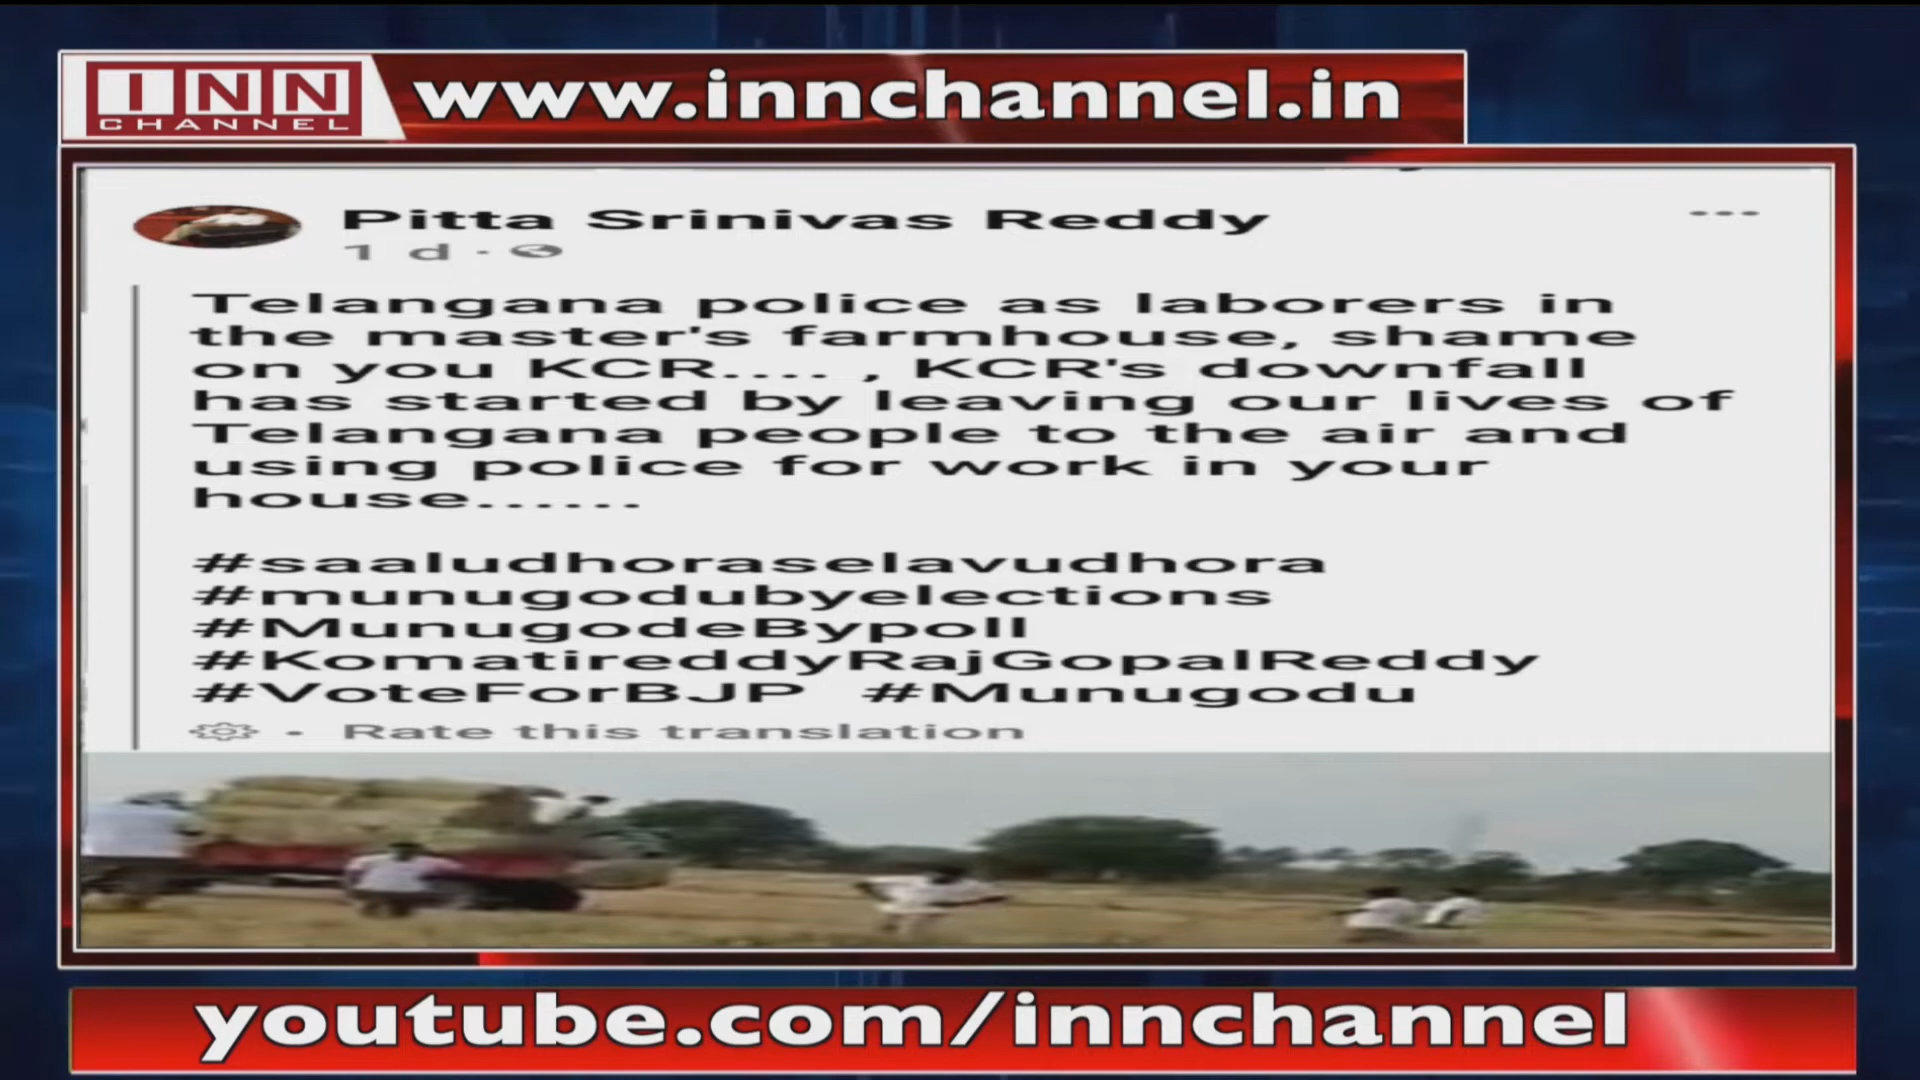 INN
CHANNEL
www.innchannel.in
Pitta Srinivas Reddy
1 d ·
Telangana police as laborers in
the master's farmhouse, shame
on you KCR.... , KCR's downfall
has started by leaving our lives of
Telangana people to the air and
using police for work in your
house.......
#saaludhoraselavudhora
#munugodubyelections
#MunugodeBypoll
#KomatireddyRajGopalReddy
#VoteForBJP #Munugodu
· Rate this translation
youtube.com/innchannel